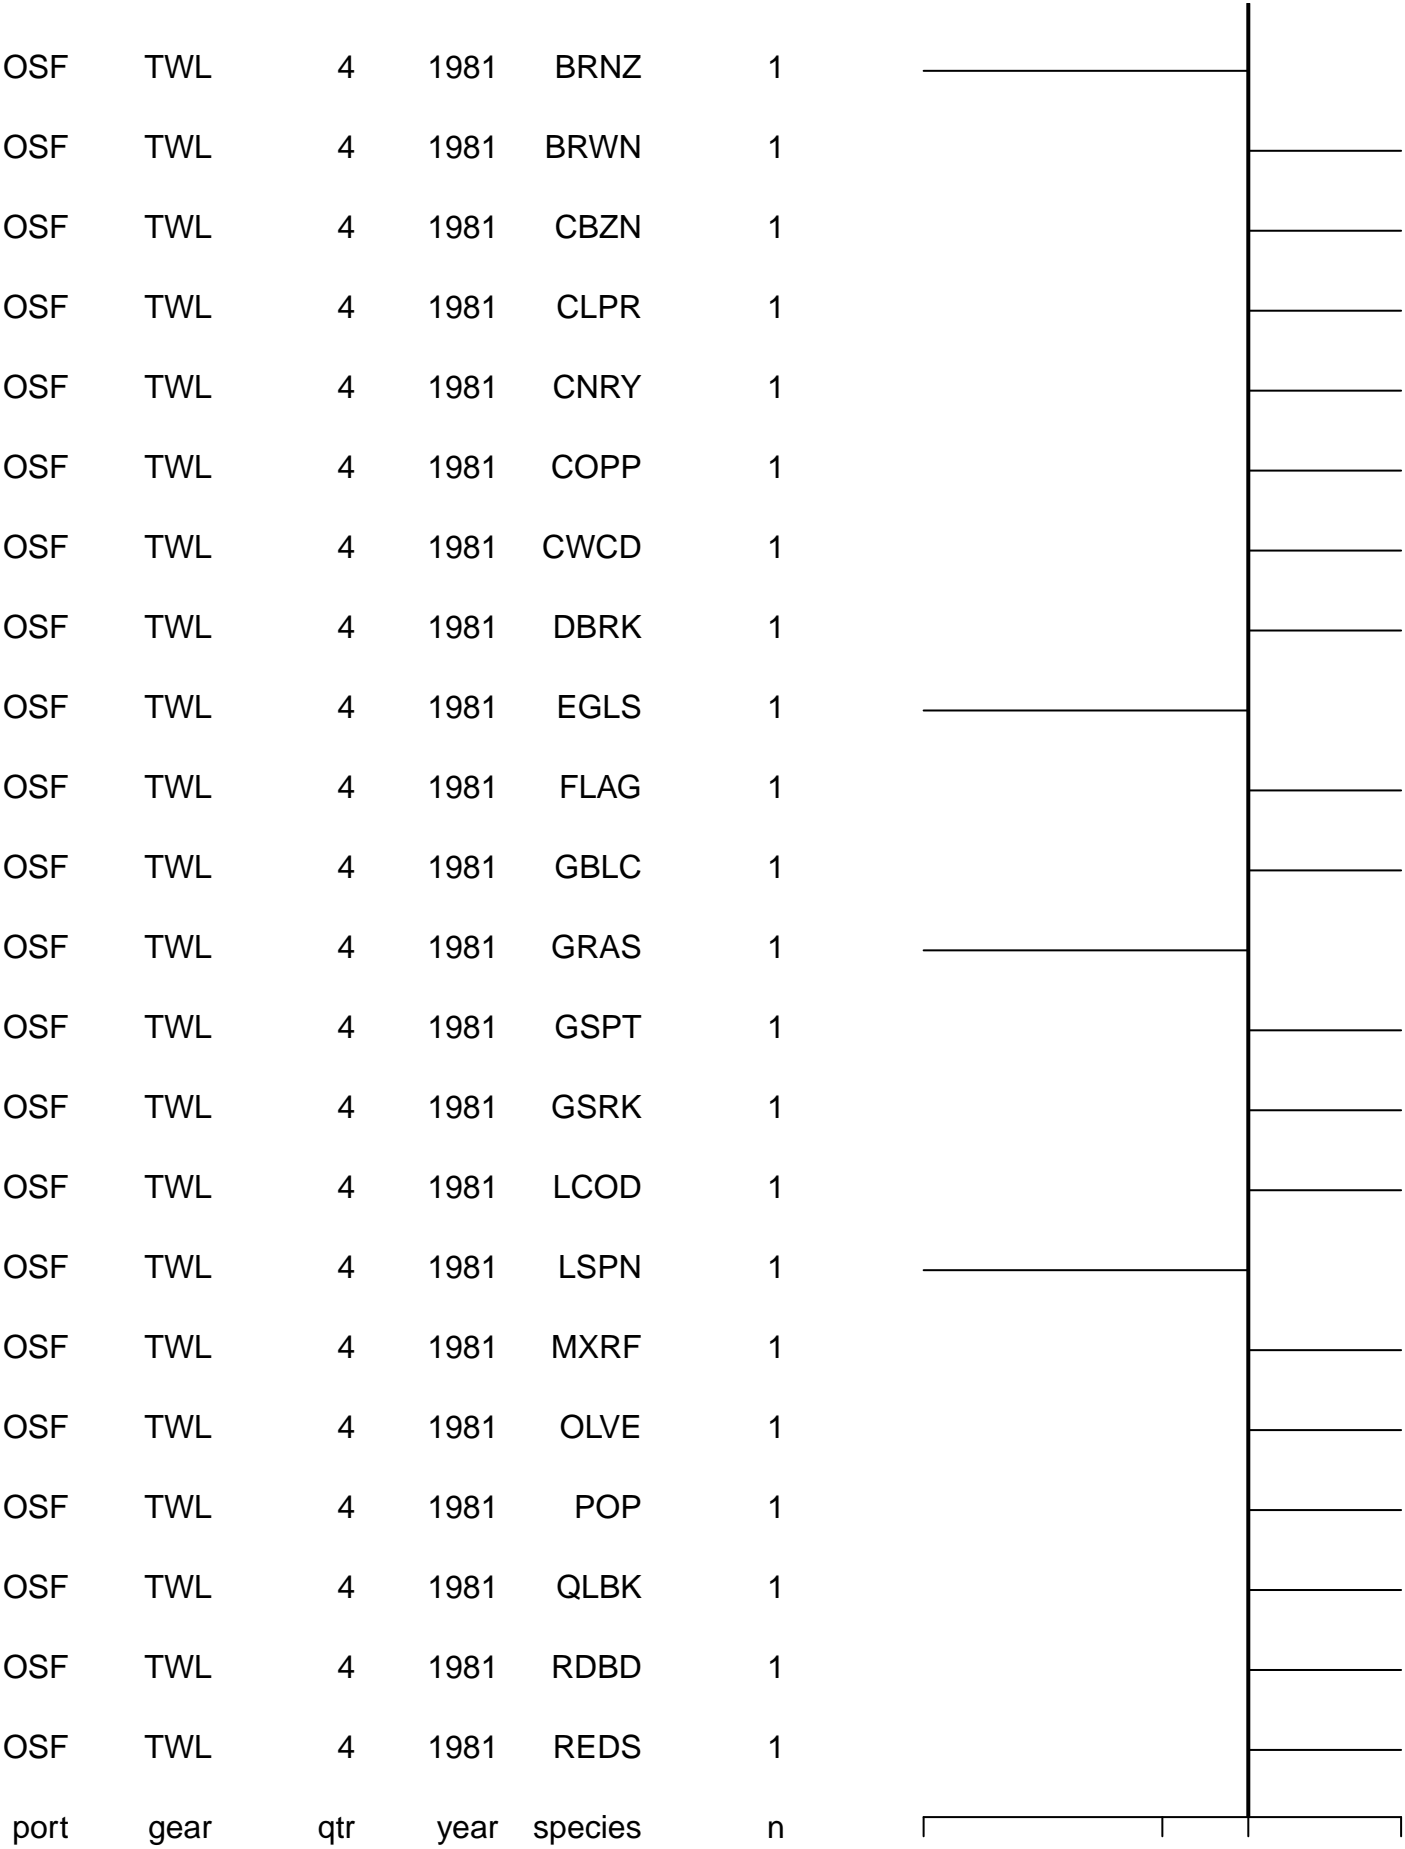 OSF TWL 4 1981 BRNZ 1
OSF TWL 4 1981 BRWN 1
OSF TWL 4 1981 CBZN 1
OSF TWL 4 1981 CLPR 1
OSF TWL 4 1981 CNRY 1
OSF TWL 4 1981 COPP 1
OSF TWL 4 1981 CWCD 1
OSF TWL 4 1981 DBRK 1
OSF TWL 4 1981 EGLS 1
OSF TWL 4 1981 FLAG 1
OSF TWL 4 1981 GBLC 1
OSF TWL 4 1981 GRAS 1
OSF TWL 4 1981 GSPT 1
OSF TWL 4 1981 GSRK 1
OSF TWL 4 1981 LCOD 1
OSF TWL 4 1981 LSPN 1
OSF TWL 4 1981 MXRF 1
OSF TWL 4 1981 OLVE 1
OSF TWL 4 1981 POP 1
OSF TWL 4 1981 QLBK 1
OSF TWL 4 1981 RDBD 1
OSF TWL 4 1981 REDS 1
port gear qtr year species n